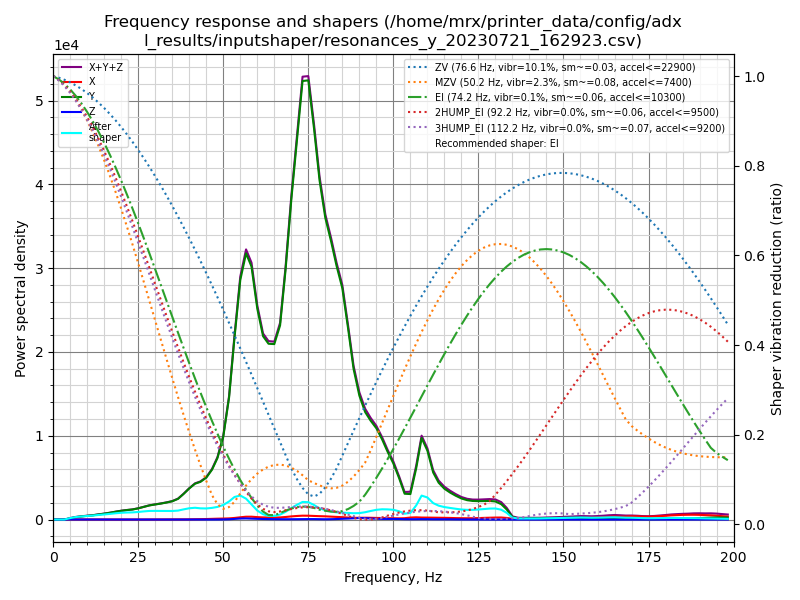 Frequency response and shapers (/home/mrx/printer_data/config/adx
l_results/inputshaper/resonances_y_20230721_162923.csv)
1e4
X+Y+Z
X
Y
Z
After
shaper
ZV (76.6 Hz, vibr=10.1%, sm~=0.03, accel<=22900)
MZV (50.2 Hz, vibr=2.3%, sm~=0.08, accel<=7400)
EI (74.2 Hz, vibr=0.1%, sm~=0.06, accel<=10300)
2HUMP_EI (92.2 Hz, vibr=0.0%, sm~=0.06, accel<=9500)
3HUMP_EI (112.2 Hz, vibr=0.0%, sm~=0.07, accel<=9200)
Recommended shaper: EI
Power spectral density
5
4
3
2
1
0
1.0
0.8
0.6
0.4
0.2
0.0
Shaper vibration reduction (ratio)
0 25 50 75 100 125 150 175 200
Frequency, Hz